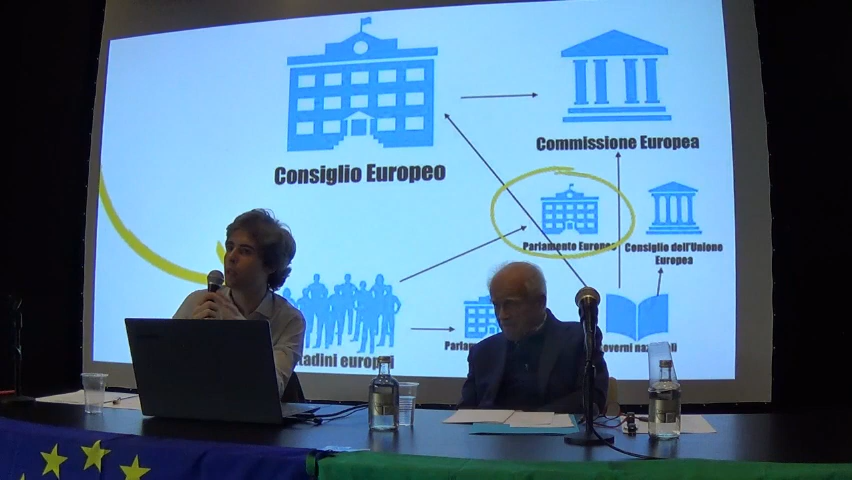 Consiglio Europeo
Commissione Europea
Parlamento Europeo
Consiglio dell'Unione
Europea